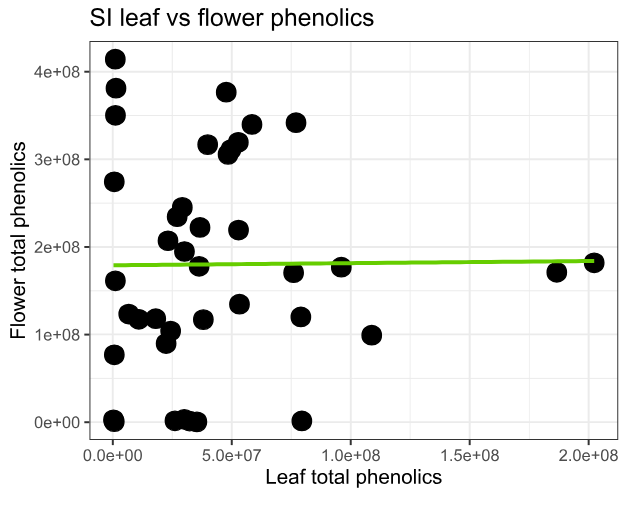 SI leaf vs flower phenolics
Flower total phenolics
4e+08
3e+08
2e+08
1e+08
0e+00
0.0e+00 5.0e+07 1.0e+08 1.5e+08 2.0e+08
Leaf total phenolics